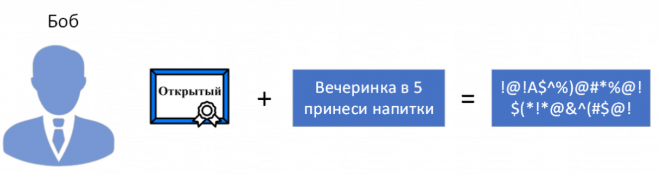 Боб
Открытый
+
Вечеринка в 5
принеси напитки
=
!@!A$^%)@#*%@!
$(*!*@&^(#$@!